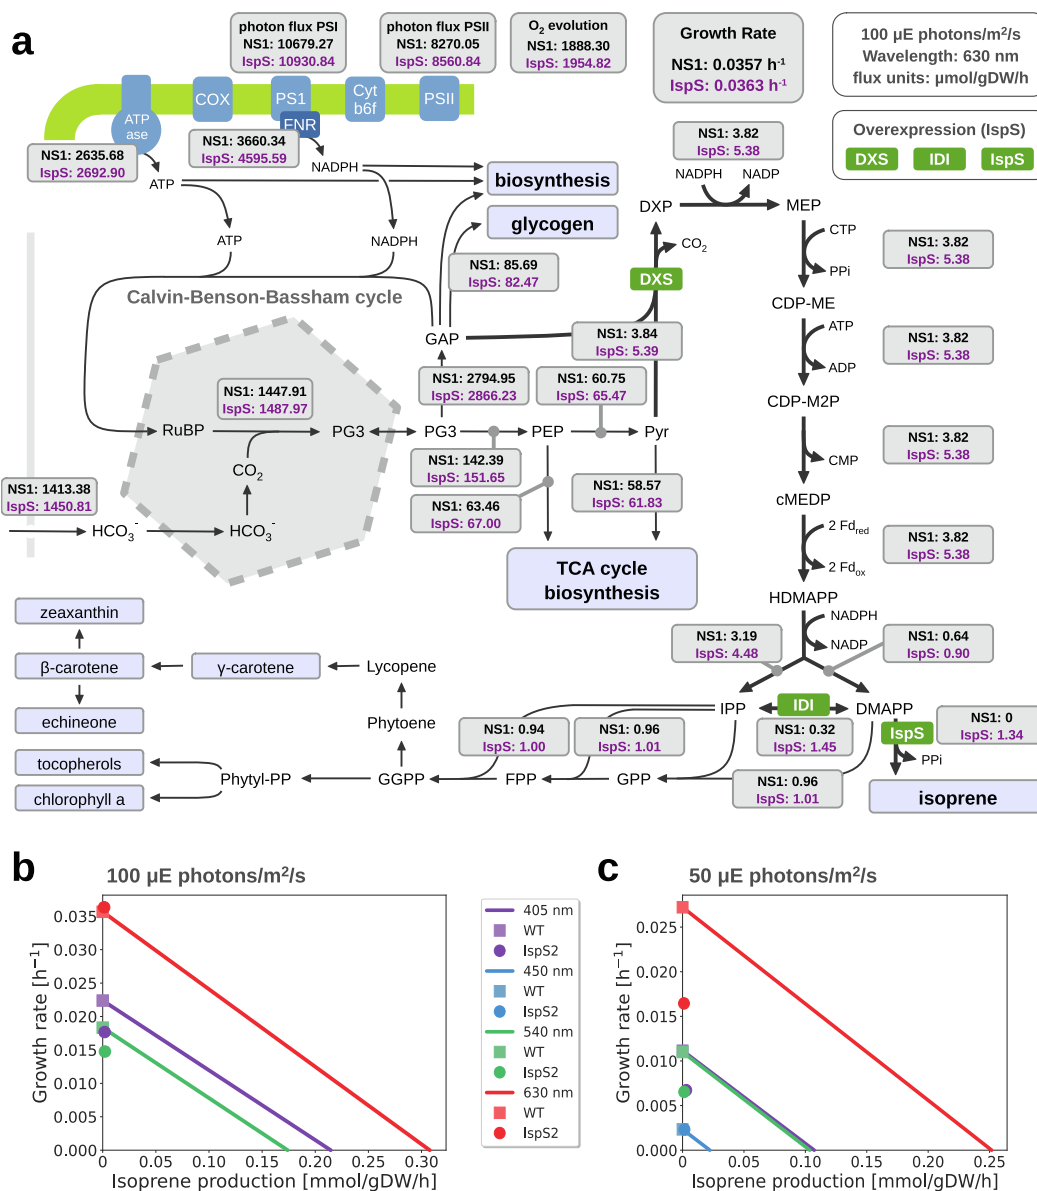 a
photon flux PSI
NS1: 10679.27
IspS: 10930.84
photon flux PSII
NS1: 8270.05
IspS: 8560.84
O₂ evolution
NS1: 1888.30
IspS: 1954.82
Growth Rate
NS1: 0.0357 h⁻¹
IspS: 0.0363 h⁻¹
100 µE photons/m²/s
Wavelength: 630 nm
flux units: µmol/gDW/h
Overexpression (IspS)
DXS IDI IspS
ATP
ase
COX
PS1
FNR
Cyt
b6f
PSII
NS1: 2635.68
IspS: 2692.90
NS1: 3660.34
IspS: 4595.59
ATP
NADPH
biosynthesis
glycogen
ATP
NADPH
NS1: 85.69
IspS: 82.47
Calvin-Benson-Bassham cycle
GAP
NS1: 3.82
IspS: 5.38
NADPH NADP
DXP
MEP
CO₂
DXS
NS1: 3.84
IspS: 5.39
CTP
PPi
NS1: 3.82
IspS: 5.38
CDP-ME
ATP
ADP
NS1: 3.82
IspS: 5.38
CDP-M2P
CMP
NS1: 3.82
IspS: 5.38
cMEDP
2 Fdred
2 Fdox
NS1: 3.82
IspS: 5.38
HDMAPP
NADPH
NADP
NS1: 1447.91
IspS: 1487.97
NS1: 2794.95
IspS: 2866.23
NS1: 60.75
IspS: 65.47
RuBP
PG3
PG3
PEP
Pyr
CO₂
NS1: 142.39
IspS: 151.65
NS1: 63.46
IspS: 67.00
NS1: 58.57
IspS: 61.83
NS1: 1413.38
IspS: 1450.81
HCO₃⁻
HCO₃⁻
TCA cycle
biosynthesis
NS1: 3.19
IspS: 4.48
NS1: 0.64
IspS: 0.90
zeaxanthin
β-carotene
γ-carotene
Lycopene
echineone
Phytoene
tocopherols
chlorophyll a
Phytyl-PP
GGPP
FPP
GPP
NS1: 0.94
IspS: 1.00
NS1: 0.96
IspS: 1.01
IPP
IDI
DMAPP
NS1: 0.32
IspS: 1.45
IspS
NS1: 0
IspS: 1.34
PPi
NS1: 0.96
IspS: 1.01
isoprene
b
100 µE photons/m²/s
Growth rate [h⁻¹]
0.035
0.030
0.025
0.020
0.015
0.010
0.005
0.000
0 0.05 0.10 0.15 0.20 0.25 0.30
Isoprene production [mmol/gDW/h]
405 nm
WT
IspS2
450 nm
WT
IspS2
540 nm
WT
IspS2
630 nm
WT
IspS2
c
50 µE photons/m²/s
Growth rate [h⁻¹]
0.025
0.020
0.015
0.010
0.005
0.000
0 0.05 0.10 0.15 0.20 0.25
Isoprene production [mmol/gDW/h]